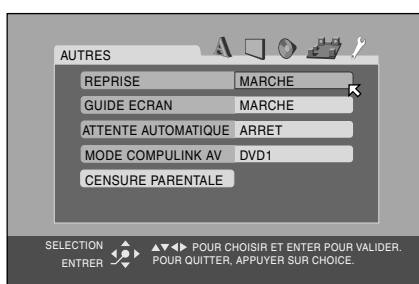 AUTRES
REPRISE MARCHE
GUIDE ECRAN MARCHE
ATTENTE AUTOMATIQUE ARRET
MODE COMPULINK AV DVD1
CENSURE PARENTALE
SELECTION ▲▼◀▶ POUR CHOISIR ET ENTER POUR VALIDER.
ENTRER POUR QUITTER, APPUYER SUR CHOICE.